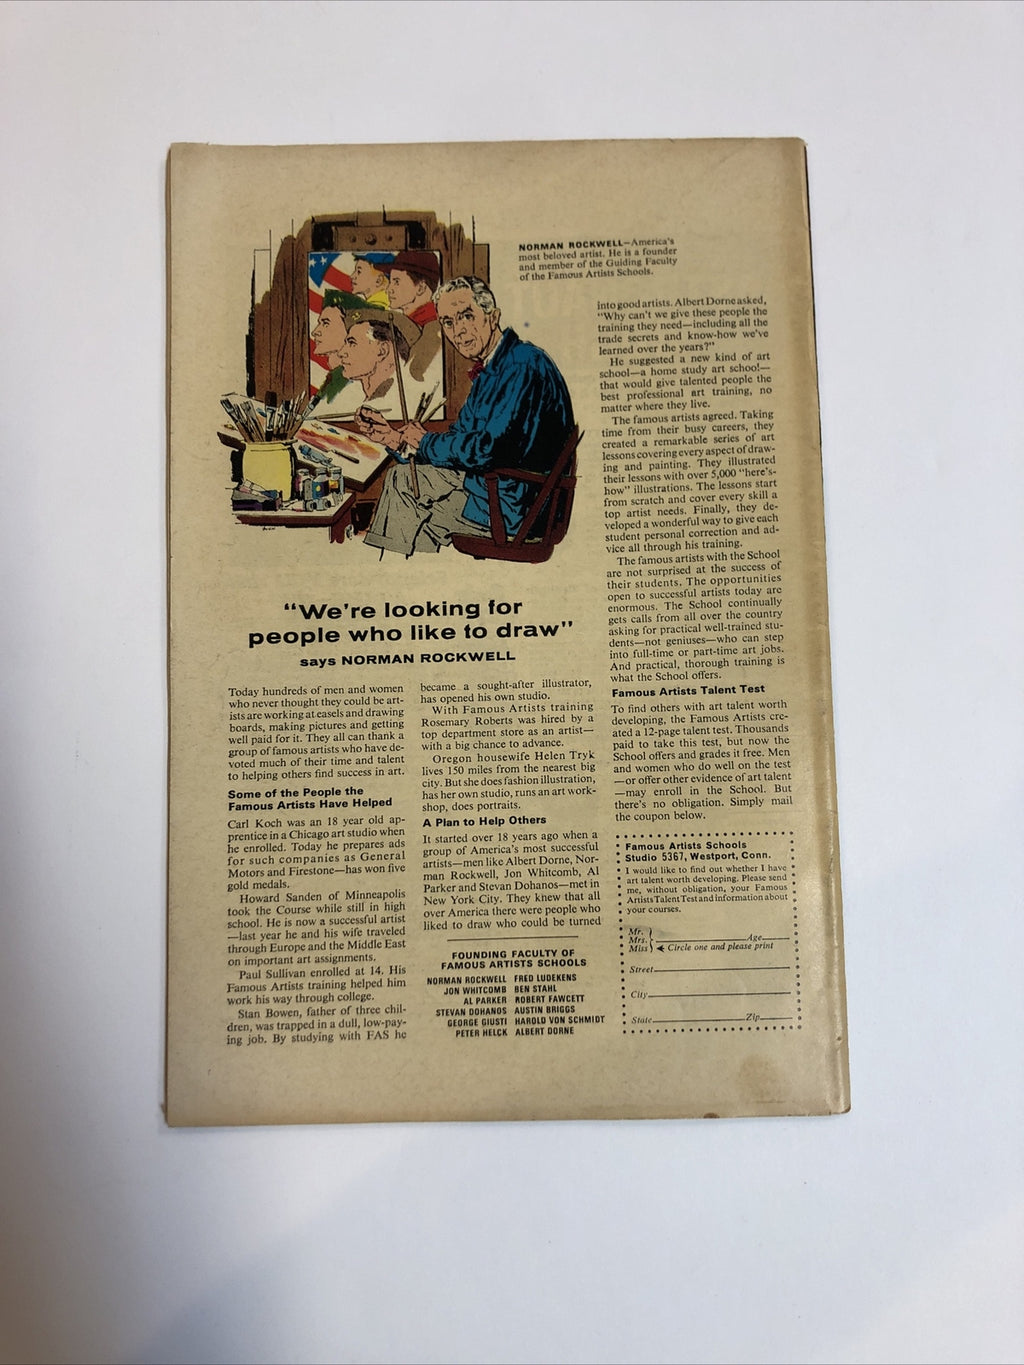 NORMAN ROCKWELL—America's
most beloved artist. He is a founder
and member of the Guiding Faculty
of the Famous Artists Schools.
"We're looking for
people who like to draw"
says NORMAN ROCKWELL
Today hundreds of men and women
who never thought they could be art-
ists are working at easels and drawing
boards, making pictures and getting
well paid for it. They all can thank a
group of famous artists who have de-
voted much of their time and talent
to helping others find success in art.
Some of the People the
Famous Artists Have Helped
Carl Koch was an 18 year old ap-
prentice in a Chicago art studio when
he enrolled. Today he prepares ads
for such companies as General
Motors and Firestone—has won five
gold medals.
Howard Sanden of Minneapolis
took the Course while still in high
school. He is now a successful artist
—last year he and his wife traveled
through Europe and the Middle East
on important art assignments.
Paul Sullivan enrolled at 14. His
Famous Artists training helped him
work his way through college.
Stan Bowen, father of three chil-
dren, was trapped in a dull, low-pay-
ing job. By studying with FAS he
became a sought-after illustrator,
has opened his own studio.
With Famous Artists training
Rosemary Roberts was hired by a
top department store as an artist—
with a big chance to advance.
Oregon housewife Helen Tryk
lives 150 miles from the nearest big
city. But she does fashion illustration,
has her own studio, runs an art work-
shop, does portraits.
A Plan to Help Others
It started over 18 years ago when a
group of America's most successful
artists—men like Albert Dorne, Nor-
man Rockwell, Jon Whitcomb, Al
Parker and Stevan Dohanos—met in
New York City. They knew that all
over America there were people who
liked to draw who could be turned
FOUNDING FACULTY OF
FAMOUS ARTISTS SCHOOLS
NORMAN ROCKWELL FRED LUDEKENS
JON WHITCOMB BEN STAHL
AL PARKER ROBERT FAWCETT
STEVAN DOHANOS AUSTIN BRIGGS
GEORGE GIUSTI HAROLD VON SCHMIDT
PETER HELCK ALBERT DORNE
into good artists. Albert Dorne asked,
"Why can't we give these people the
training they need—including all the
trade secrets and know-how we've
learned over the years?"
He suggested a new kind of art
school—a home study art school—
that would give talented people the
best professional art training, no
matter where they live.
The famous artists agreed. Taking
time from their busy careers, they
created a remarkable series of art
lessons covering every aspect of draw-
ing and painting. They illustrated
their lessons with over 5,000 "here's-
how" illustrations. The lessons start
from scratch and cover every skill a
top artist needs. Finally, they de-
veloped a wonderful way to give each
student personal correction and ad-
vice all through his training.
The famous artists with the School
are not surprised at the success of
their students. The opportunities
open to successful artists today are
enormous. The School continually
gets calls from all over the country
asking for practical well-trained stu-
dents—not geniuses—who can step
into full-time or part-time art jobs.
And practical, thorough training is
what the School offers.
Famous Artists Talent Test
To find others with art talent worth
developing, the Famous Artists cre-
ated a 12-page talent test. Thousands
paid to take this test, but now the
School offers and grades it free. Men
and women who do well on the test
—or offer other evidence of art talent
—may enroll in the School. But
there's no obligation. Simply mail
the coupon below.
Famous Artists Schools
Studio 5367, Westport, Conn.
I would like to find out whether I have
art talent worth developing. Please send
me, without obligation, your Famous
Artists Talent Test and information about
your courses.
Mr.
Mrs. Age
Miss Circle one and please print
Street
City
State Zip